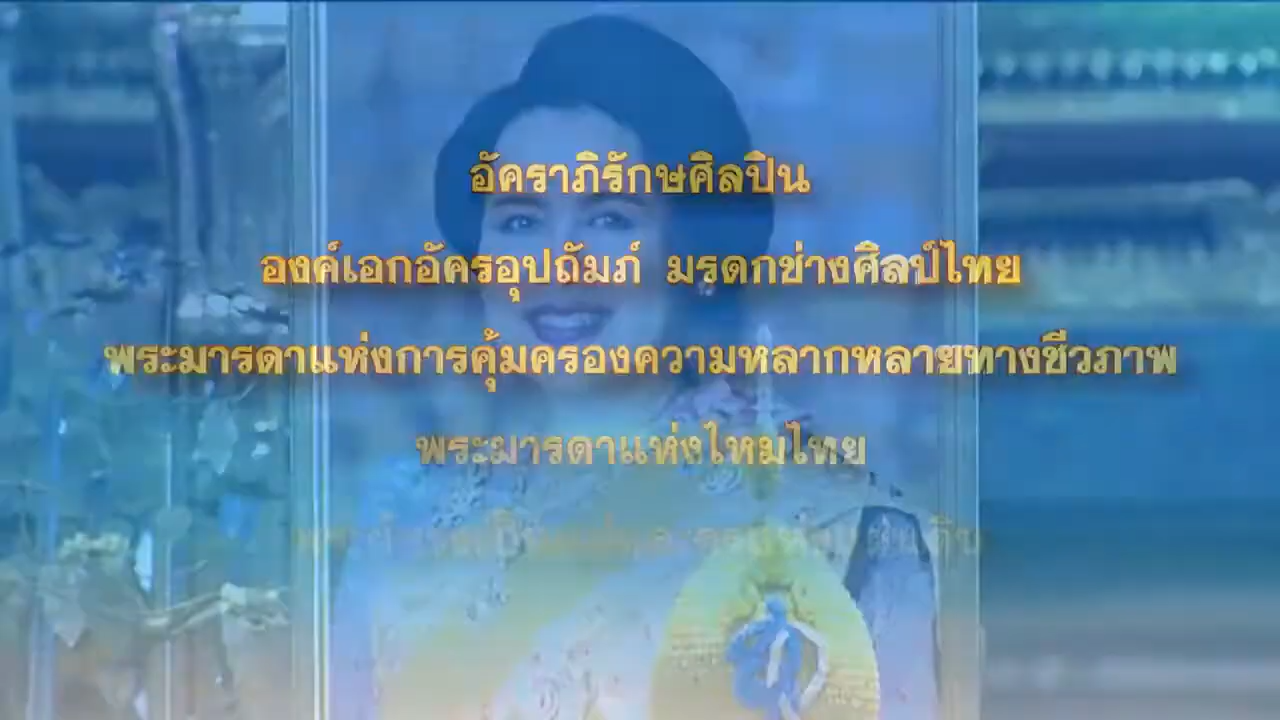 อัคราภิรักษศิลปิน
องค์เอกอัครอุปถัมภ์ มรดกช่างศิลป์ไทย
พระมารดาแห่งการคุ้มครองความหลากหลายทางชีวภาพ
พระมารดาแห่งไหมไทย